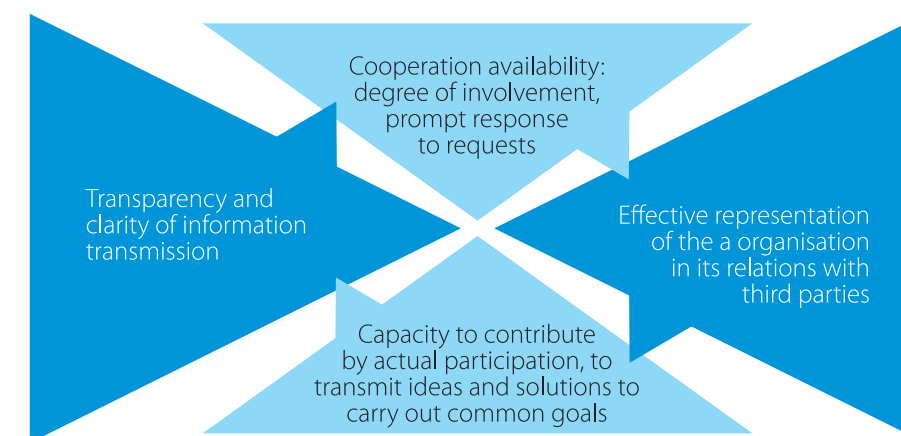 Cooperation availability:
degree of involvement,
prompt response
to requests
Transparency and
clarity of information
transmission
Effective representation
of the a organisation
in its relations with
third parties
Capacity to contribute
by actual participation, to
transmit ideas and solutions to
carry out common goals